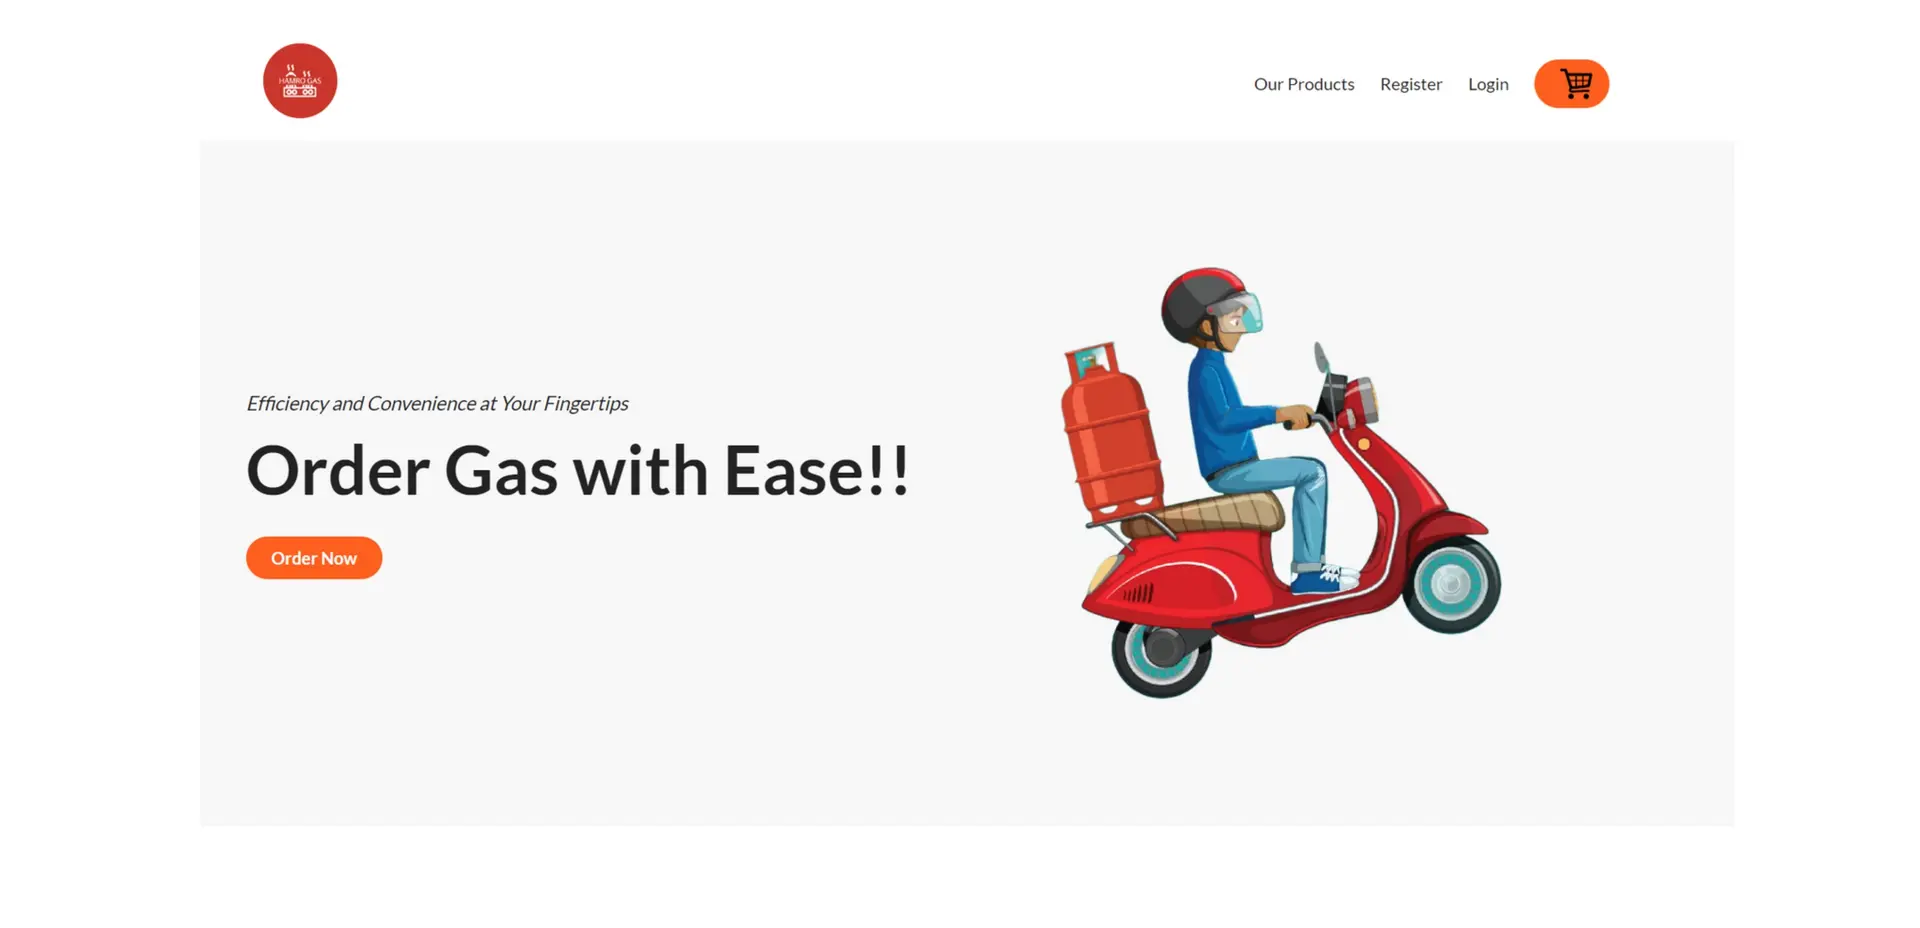 HAMRO GAS
Our Products
Register
Login
Efficiency and Convenience at Your Fingertips
Order Gas with Ease!!
Order Now